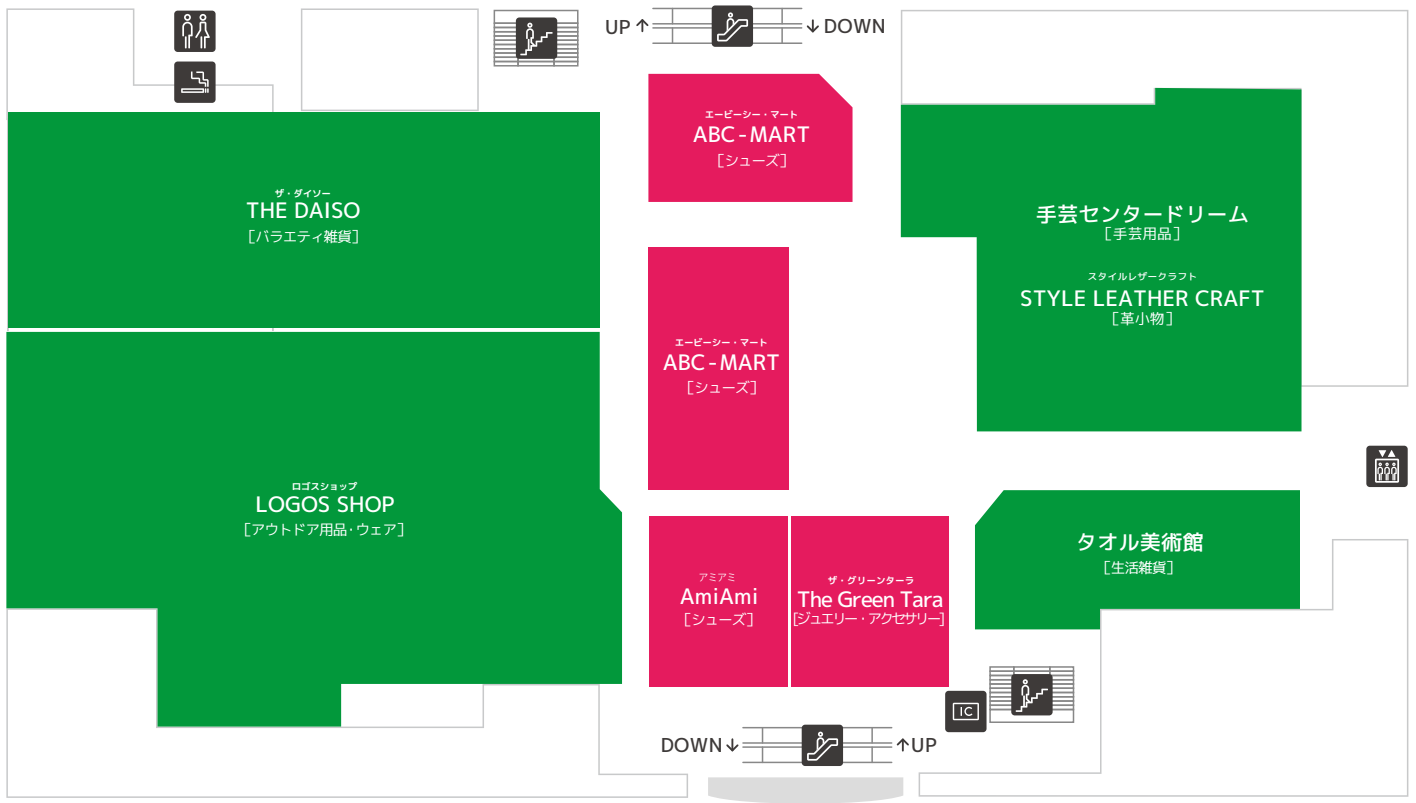 UP ↑
↓ DOWN
エービーシー・マート
ABC-MART
［シューズ］
ザ・ダイソー
THE DAISO
［バラエティ雑貨］
手芸センタードリーム
［手芸用品］
スタイルレザークラフト
STYLE LEATHER CRAFT
［革小物］
エービーシー・マート
ABC-MART
［シューズ］
ロゴスショップ
LOGOS SHOP
［アウトドア用品・ウェア］
タオル美術館
［生活雑貨］
アミアミ
AmiAmi
［シューズ］
ザ・グリーンターラ
The Green Tara
［ジュエリー・アクセサリー］
IC
DOWN ↓
↑UP